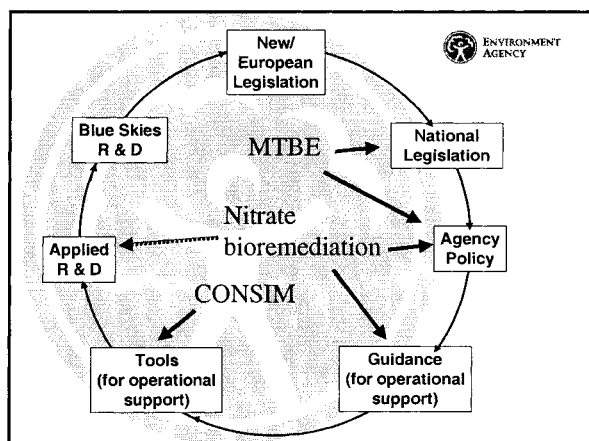 New/
European
Legislation
ENVIRONMENT
AGENCY
Blue Skies
R & D
MTBE
National
Legislation
Nitrate
bioremediation
Applied
R & D
Agency
Policy
CONSIM
Tools
(for operational
support)
Guidance
(for operational
support)